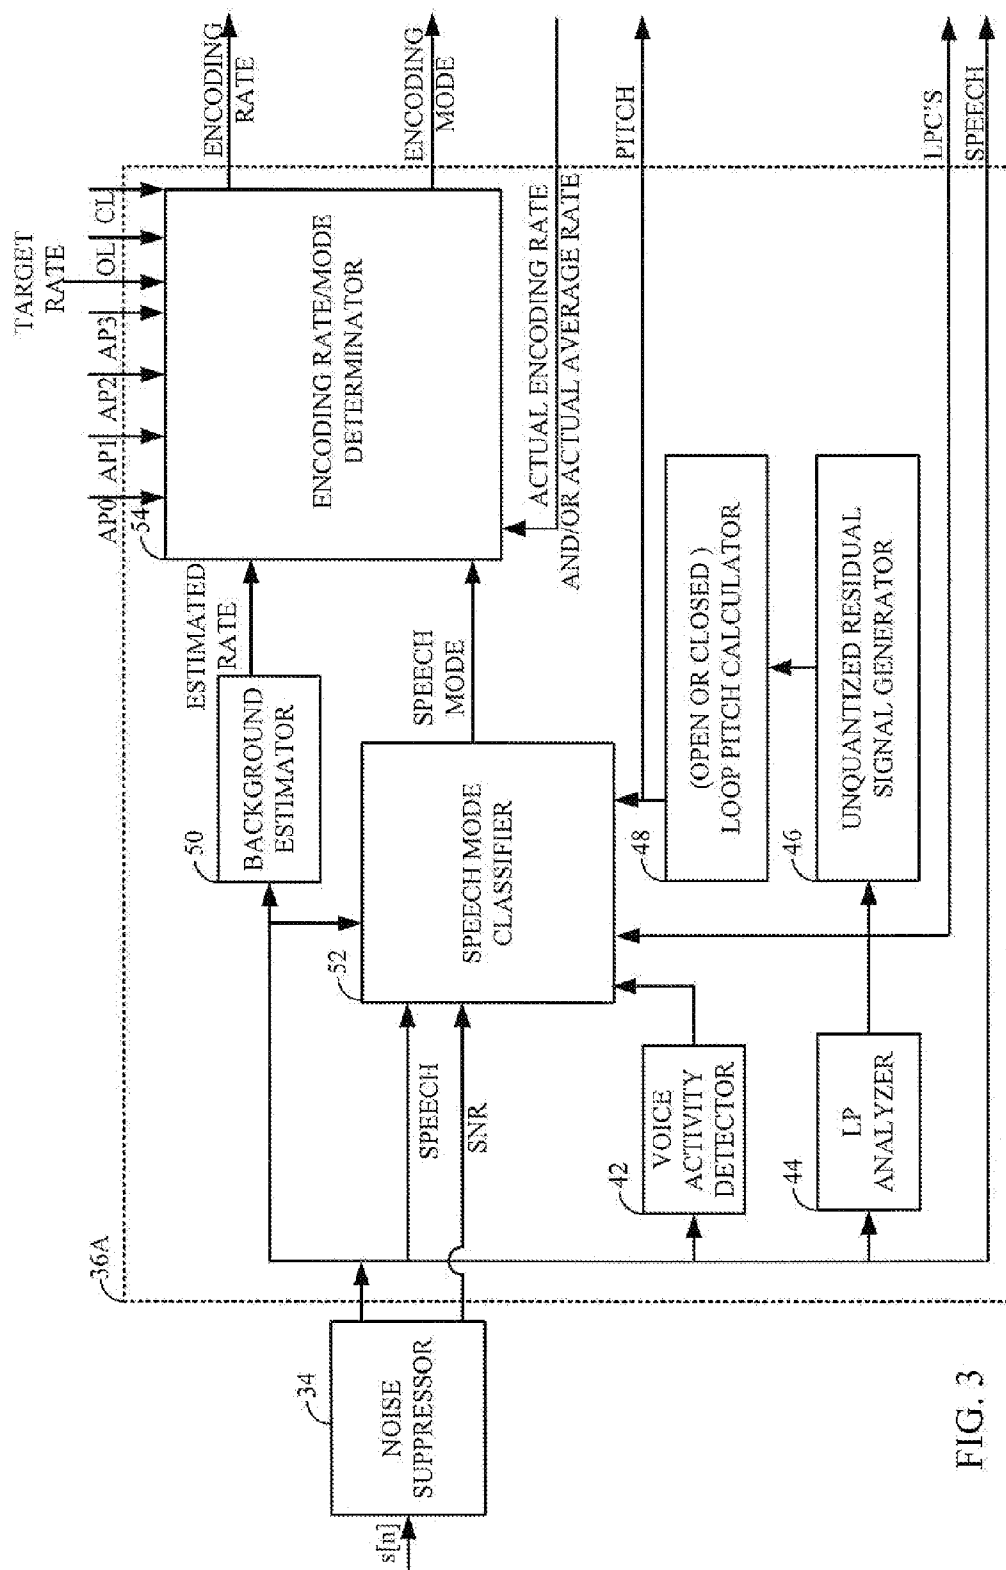 36A
s[n]
34
NOISE
SUPPRESSOR
SPEECH
SNR
50
BACKGROUND
ESTIMATOR
ESTIMATED
RATE
52
SPEECH MODE
CLASSIFIER
SPEECH
MODE
42
VOICE
ACTIVITY
DETECTOR
44
LP
ANALYZER
46
UNQUANTIZED RESIDUAL
SIGNAL GENERATOR
48
(OPEN OR CLOSED )
LOOP PITCH CALCULATOR
54
ENCODING RATE/MODE
DETERMINATOR
AP0
AP1
AP2
AP3
TARGET
RATE
OL
CL
ENCODING
RATE
ENCODING
MODE
ACTUAL ENCODING RATE
AND/OR ACTUAL AVERAGE RATE
PITCH
LPC'S
SPEECH
FIG. 3